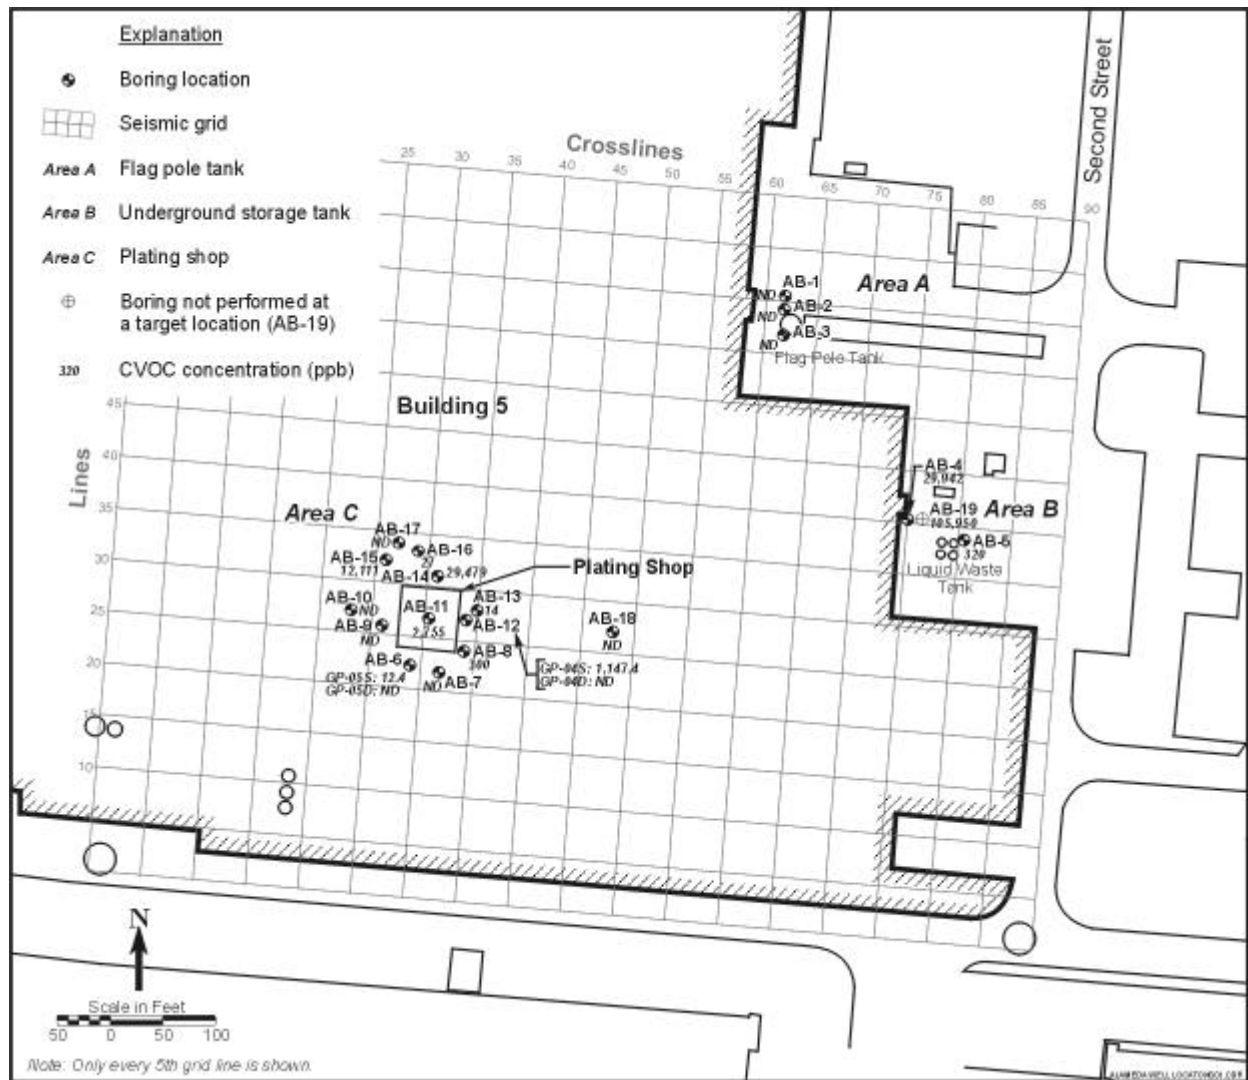 Explanation
Boring location
Seismic grid
Area A Flag pole tank
Area B Underground storage tank
Area C Plating shop
Boring not performed at
a target location (AB-19)
320 CVOC concentration (ppb)
Crosslines
25 30 35 40 45 50 55 60 65 70 75 80 85 90
Second Street
AB-1
ND
AB-2
ND
AB-3
ND
Area A
Flag Pole Tank
Building 5
Lines
45
40
35
30
25
20
15
10
AB-4
29,942
AB-19
105,950
Area B
AB-5
320
Liquid Waste
Tank
Area C
AB-17
ND
AB-16
27
AB-15
12,111
AB-14
29,479
Plating Shop
AB-10
ND
AB-11
2,755
AB-13
14
AB-12
AB-9
ND
AB-18
ND
AB-8
500
AB-6
GP-05S: 12.4
GP-05D: ND
ND AB-7
GP-04S: 1,147.4
GP-04D: ND
N
Scale in Feet
50 0 50 100
Note: Only every 5th grid line is shown.